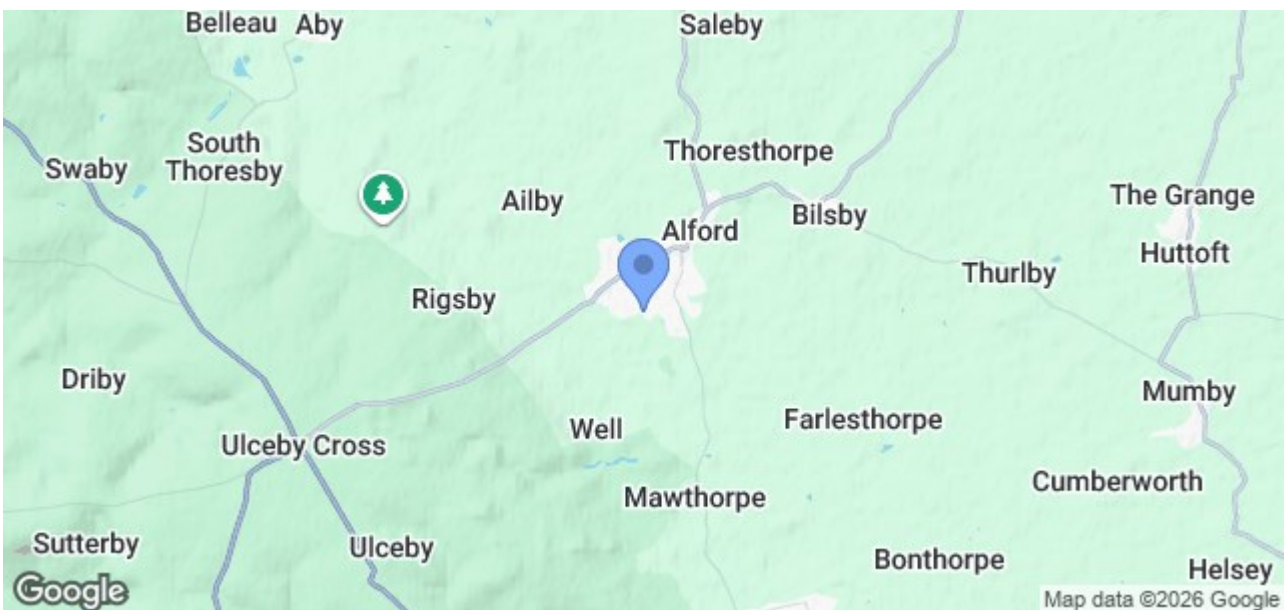 Belleau
Aby
Saleby
South
Thoresby
Swaby
Thoresthorpe
Ailby
Alford
Bilsby
The Grange
Huttoft
Thurlby
Rigsby
Driby
Mumby
Well
Farlesthorpe
Ulceby Cross
Cumberworth
Mawthorpe
Sutterby
Ulceby
Bonthorpe
Helsey
Google
Map data ©2026 Google